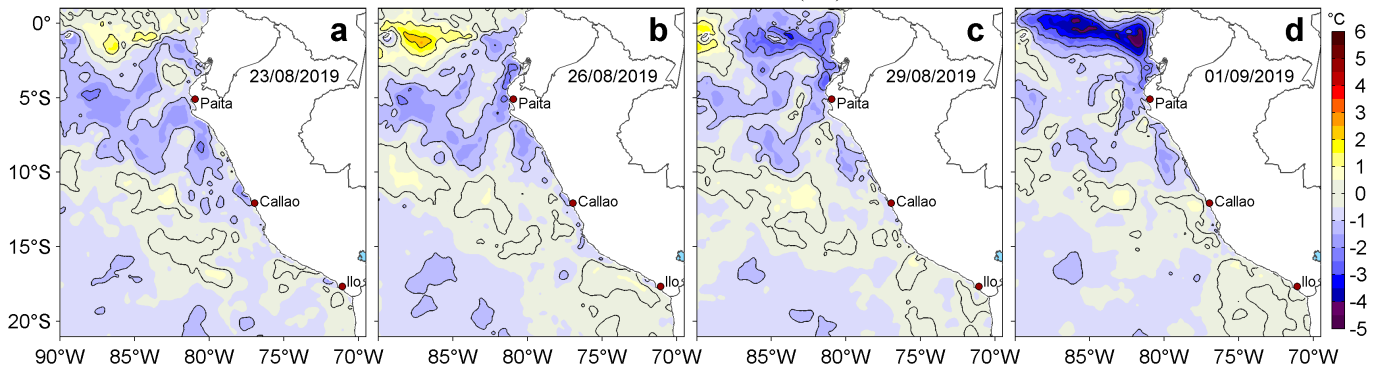 a
b
c
d
23/08/2019
26/08/2019
29/08/2019
01/09/2019
Paita
Paita
Paita
Paita
Callao
Callao
Callao
Callao
Ilo
Ilo
Ilo
Ilo
0°
5°S
10°S
15°S
20°S
90°W 85°W 80°W 75°W 70°W
85°W 80°W 75°W 70°W
85°W 80°W 75°W 70°W
85°W 80°W 75°W 70°W
°C
6
5
4
3
2
1
0
-1
-2
-3
-4
-5